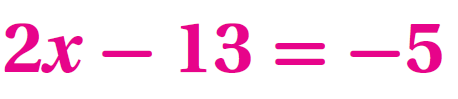 2x − 13 = −5